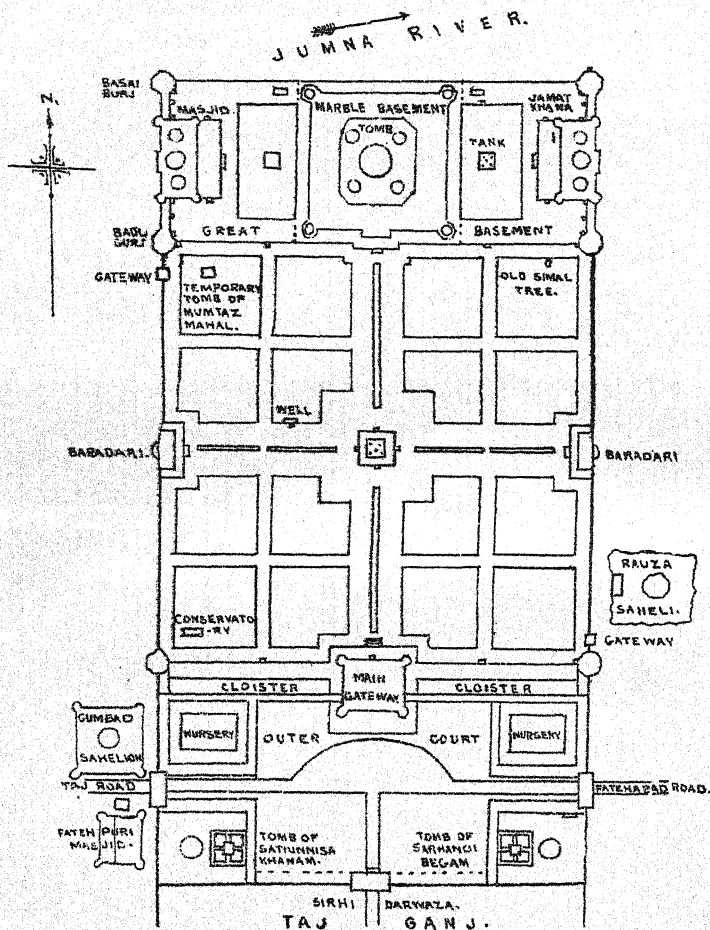 JUMNA RIVER.
N.
BASAI
BURJ
MASJID.
MARBLE BASEMENT
TOMB
TANK
JAMAT
KHANA
GREAT
BASEMENT
BURJ
GATEWAY
TEMPORARY
TOMB OF
MUMTAZ
MAHAL.
OLD SIMAL
TREE.
WELL
BARADARI.
BARADARI
RAUZA
SAHELI.
CONSERVATO
-RY
GATEWAY
MAIN
GATEWAY
CLOISTER
CLOISTER
GUMBAD
SAHELION
NURSERY
OUTER
COURT
NURSERY
TAJ ROAD
FATEHABAD ROAD.
FATEHPURI
MASJID.
TOMB OF
SATIUNNISA
KHANAM.
TOMB OF
SARHANDI
BEGAM
SIRHI DARWAZA.
TAJ GANJ.